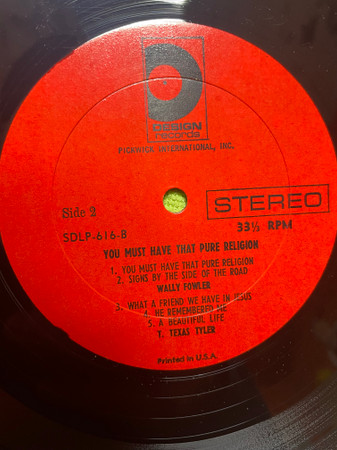 DESIGN
records
PICKWICK INTERNATIONAL, INC.
Side 2
STEREO
SDLP-616-B
33⅓ RPM
YOU MUST HAVE THAT PURE RELIGION
1. YOU MUST HAVE THAT PURE RELIGION
2. SIGNS BY THE SIDE OF THE ROAD
WALLY FOWLER
3. WHAT A FRIEND WE HAVE IN JESUS
4. HE REMEMBERED ME
5. A BEAUTIFUL LIFE
T. TEXAS TYLER
Printed in U.S.A.